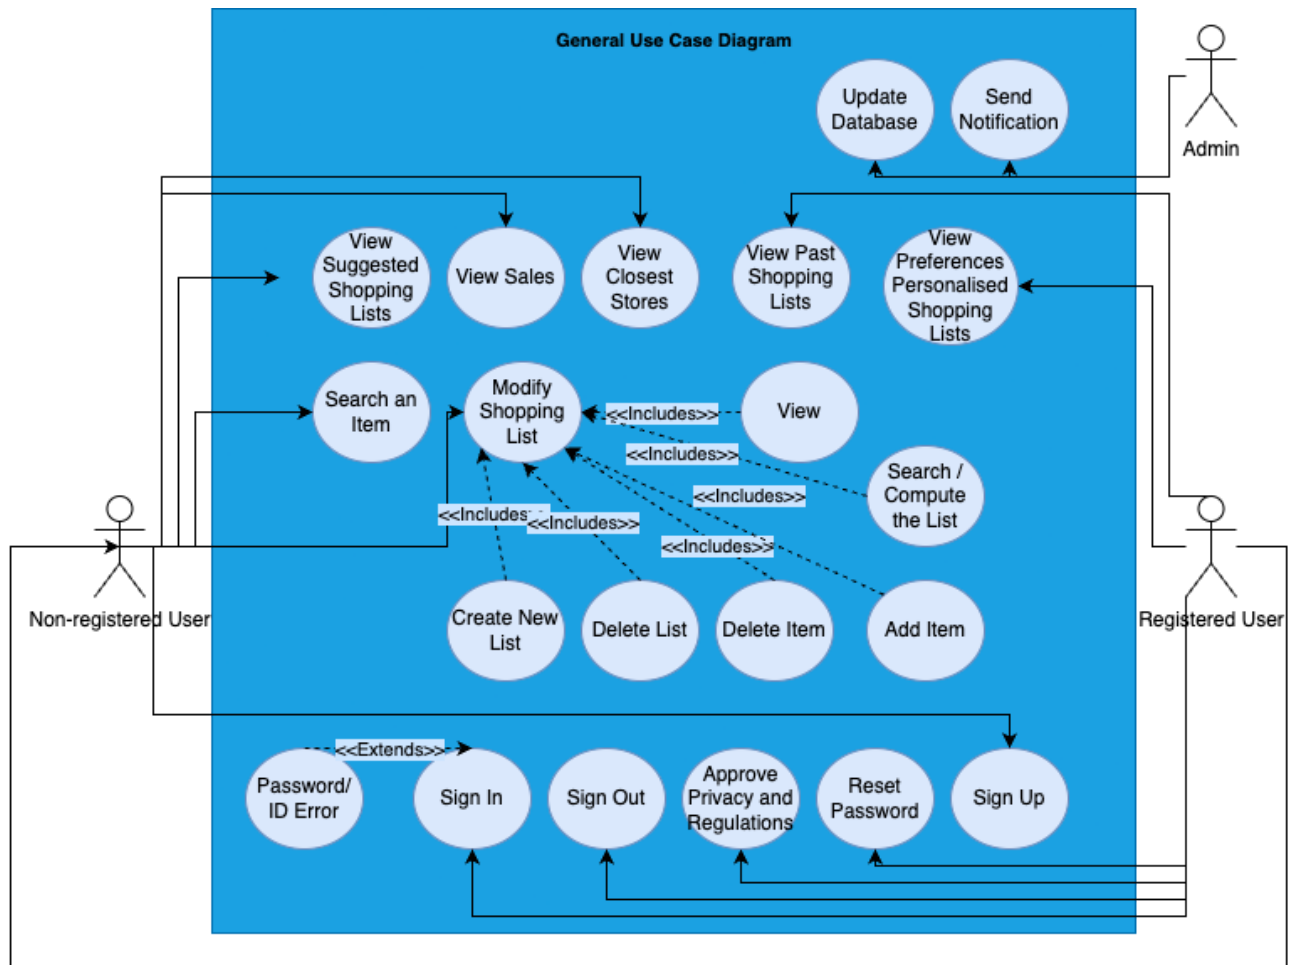 General Use Case Diagram
Update
Database
Send
Notification
Admin
View
Suggested
Shopping
Lists
View Sales
View
Closest
Stores
View Past
Shopping
Lists
View
Preferences
Personalised
Shopping
Lists
Search an
Item
Modify
Shopping
List
<<Includes>>
View
<<Includes>>
Search /
Compute
the List
<<Includes>>
<<Includes>>
<<Includes>>
<<Includes>>
Non-registered User
Registered User
Create New
List
Delete List
Delete Item
Add Item
<<Extends>>
Password/
ID Error
Sign In
Sign Out
Approve
Privacy and
Regulations
Reset
Password
Sign Up